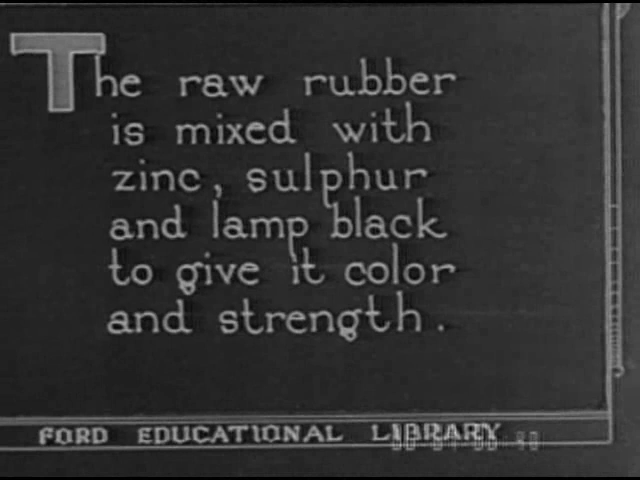 The raw rubber
is mixed with
zinc, sulphur
and lamp black
to give it color
and strength.
FORD EDUCATIONAL LIBRARY